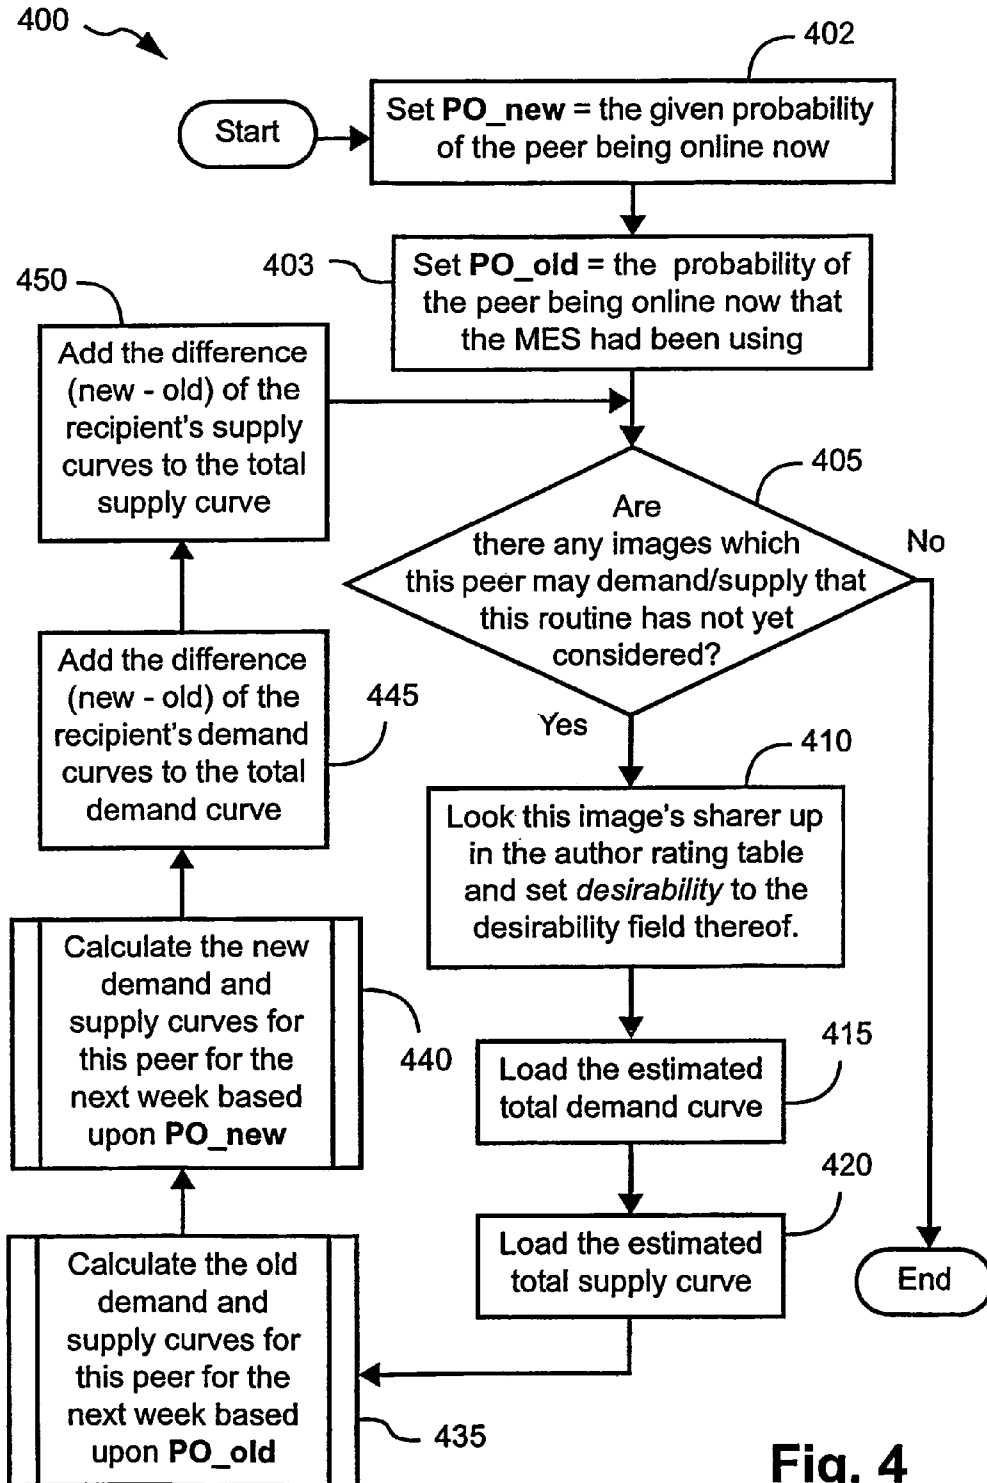 400
402
Start
Set PO_new = the given probability
of the peer being online now
403
Set PO_old = the probability of
the peer being online now that
the MES had been using
450
Add the difference
(new - old) of the
recipient's supply
curves to the total
supply curve
405
Are
there any images which
this peer may demand/supply that
this routine has not yet
considered?
No
Yes
Add the difference
(new - old) of the
recipient's demand
curves to the total
demand curve
445
410
Look this image's sharer up
in the author rating table
and set desirability to the
desirability field thereof.
Calculate the new
demand and
supply curves for
this peer for the
next week based
upon PO_new
440
415
Load the estimated
total demand curve
420
Load the estimated
total supply curve
End
Calculate the old
demand and
supply curves for
this peer for the
next week based
upon PO_old
435
Fig. 4